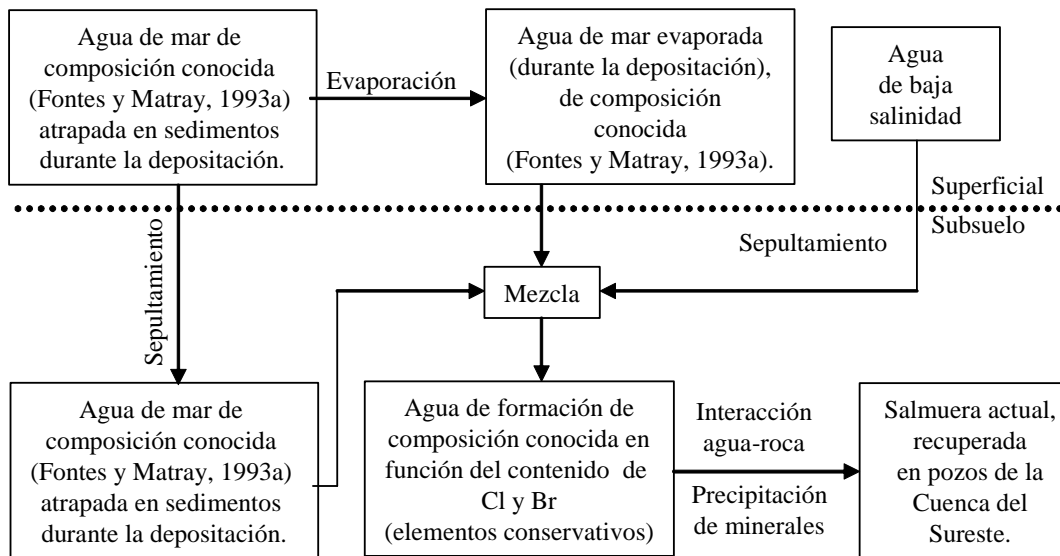 Agua de mar de
composición conocida
(Fontes y Matray, 1993a)
atrapada en sedimentos
durante la depositación.
Evaporación
Agua de mar evaporada
(durante la depositación),
de composición
conocida
(Fontes y Matray, 1993a).
Agua
de baja
salinidad
Superficial
Subsuelo
Sepultamiento
Sepultamiento
Mezcla
Agua de mar de
composición conocida
(Fontes y Matray, 1993a)
atrapada en sedimentos
durante la depositación.
Agua de formación de
composición conocida en
función del contenido de
Cl y Br
(elementos conservativos)
Interacción
agua-roca
Precipitación
de minerales
Salmuera actual,
recuperada
en pozos de la
Cuenca del
Sureste.